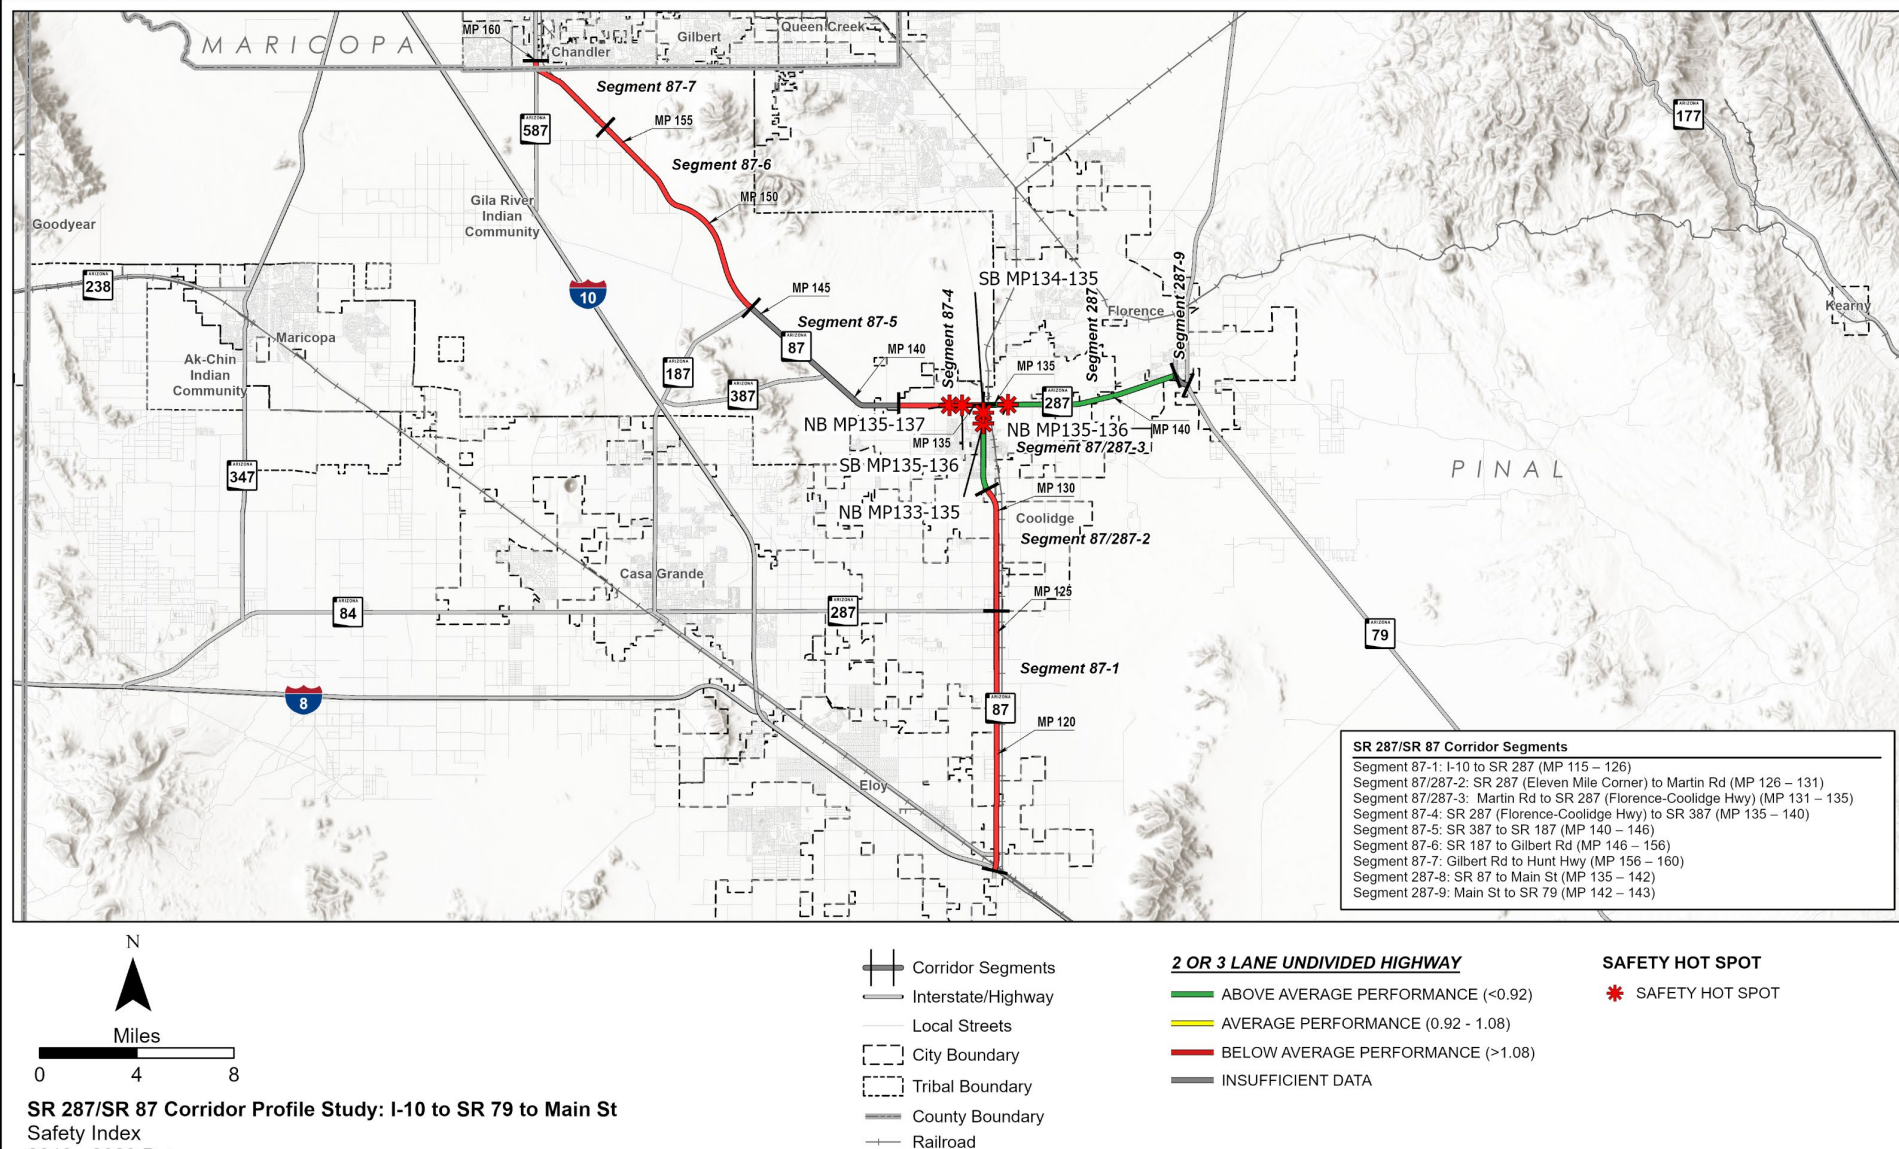 MARICOPA
MP 160
Chandler
Gilbert
Queen Creek
Segment 87-7
ARIZONA
587
MP 155
ARIZONA
177
Segment 87-6
MP 150
Gila River
Indian
Community
Goodyear
ARIZONA
238
10
SB MP134-135
Segment 287-9
Segment 87-4
Segment 287
Florence
Kearny
MP 145
Segment 87-5
ARIZONA
87
Maricopa
Ak-Chin
Indian
Community
MP 140
ARIZONA
187
MP 135
ARIZONA
387
ARIZONA
287
NB MP135-137
NB MP135-136
MP 140
MP 135
Segment 87/287-3
SB MP135-136
PINAL
ARIZONA
347
MP 130
NB MP133-135
Coolidge
Segment 87/287-2
Casa Grande
MP 125
ARIZONA
84
ARIZONA
287
ARIZONA
79
Segment 87-1
8
ARIZONA
87
MP 120
Eloy
SR 287/SR 87 Corridor Segments
Segment 87-1: I-10 to SR 287 (MP 115 – 126)
Segment 87/287-2: SR 287 (Eleven Mile Corner) to Martin Rd (MP 126 – 131)
Segment 87/287-3:  Martin Rd to SR 287 (Florence-Coolidge Hwy) (MP 131 – 135)
Segment 87-4: SR 287 (Florence-Coolidge Hwy) to SR 387 (MP 135 – 140)
Segment 87-5: SR 387 to SR 187 (MP 140 – 146)
Segment 87-6: SR 187 to Gilbert Rd (MP 146 – 156)
Segment 87-7: Gilbert Rd to Hunt Hwy (MP 156 – 160)
Segment 287-8: SR 87 to Main St (MP 135 – 142)
Segment 287-9: Main St to SR 79 (MP 142 – 143)
N
Miles
0 4 8
SR 287/SR 87 Corridor Profile Study: I-10 to SR 79 to Main St
Safety Index
Corridor Segments
Interstate/Highway
Local Streets
City Boundary
Tribal Boundary
County Boundary
Railroad
2 OR 3 LANE UNDIVIDED HIGHWAY
ABOVE AVERAGE PERFORMANCE (<0.92)
AVERAGE PERFORMANCE (0.92 - 1.08)
BELOW AVERAGE PERFORMANCE (>1.08)
INSUFFICIENT DATA
SAFETY HOT SPOT
SAFETY HOT SPOT